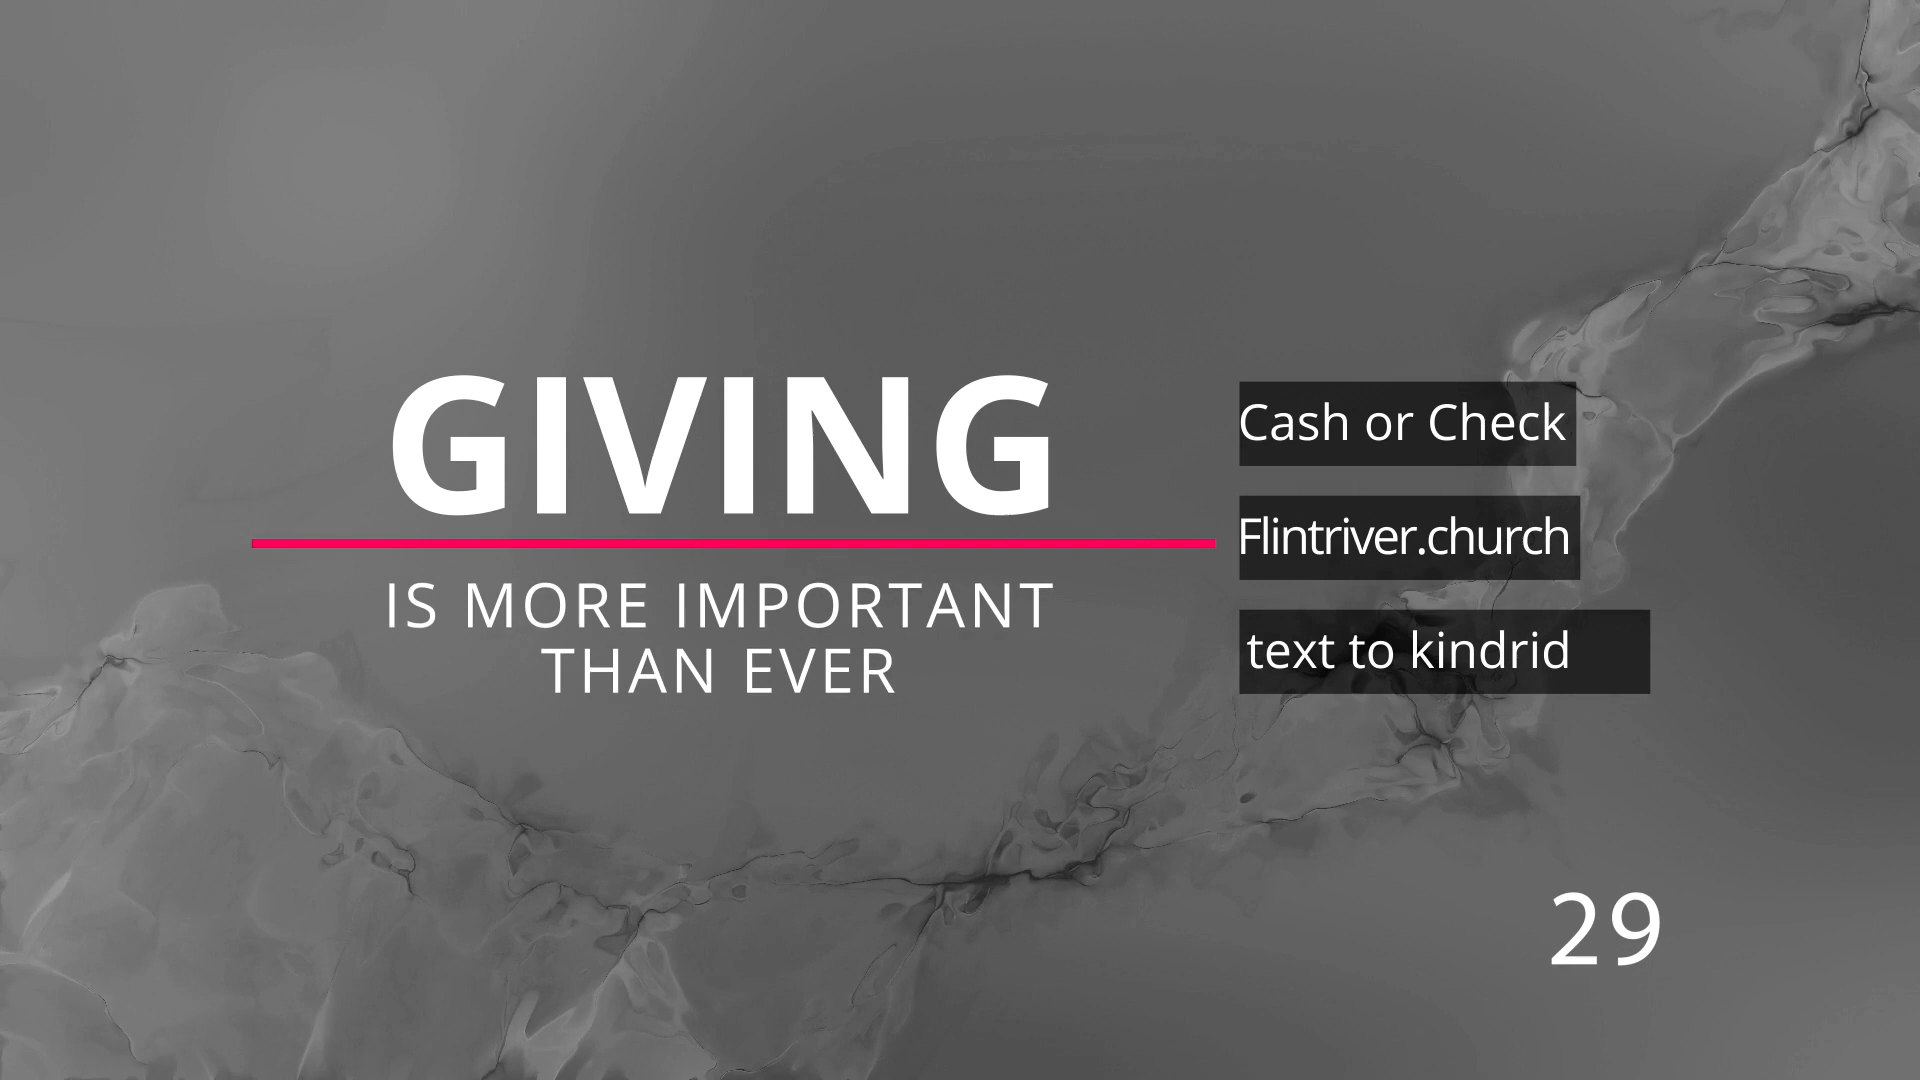 GIVING
IS MORE IMPORTANT
THAN EVER
Cash or Check
Flintriver.church
text to kindrid
29